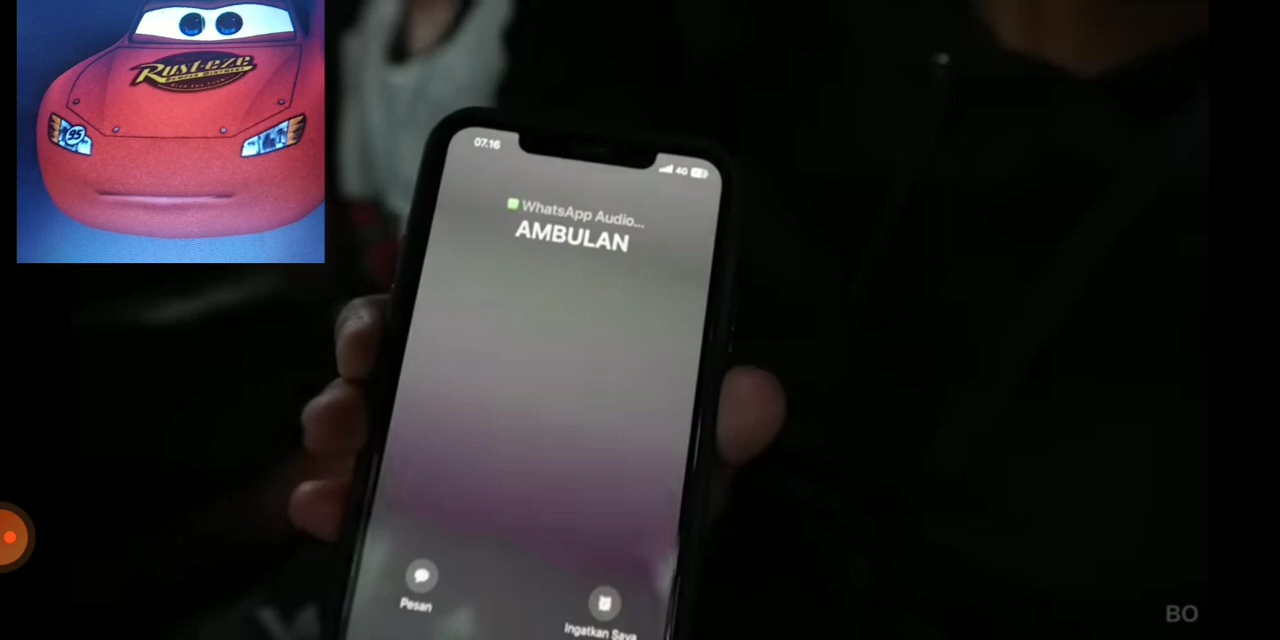 Rust-eze
95
07.16
4G
WhatsApp Audio...
AMBULAN
Pesan
Ingatkan Saya
BO